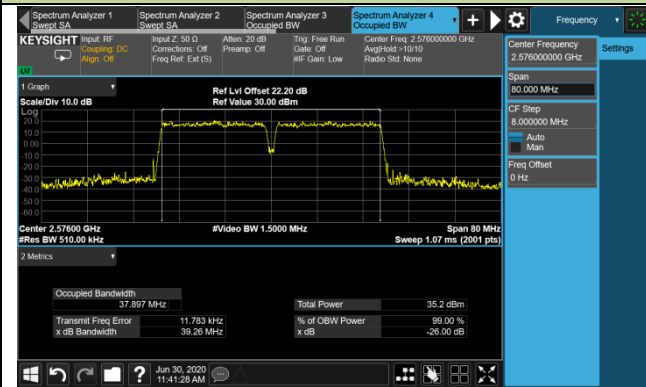 Spectrum Analyzer 1
Swept SA
Spectrum Analyzer 2
Swept SA
Spectrum Analyzer 3
Occupied BW
Spectrum Analyzer 4
Occupied BW
Frequency
KEYSIGHT
Input: RF
Coupling: DC
Align: Off
Input Z: 50 Ω
Corrections: Off
Freq Ref: Ext (S)
Atten: 20 dB
Preamp: Off
Trig: Free Run
Gate: Off
#IF Gain: Low
Center Freq: 2.576000000 GHz
Avg|Hold:>10/10
Radio Std: None
LV
Center Frequency
2.576000000 GHz
Settings
Span
80.000 MHz
CF Step
8.000000 MHz
Auto
Man
Freq Offset
0 Hz
1 Graph
Scale/Div 10.0 dB
Ref Lvl Offset 22.20 dB
Ref Value 30.00 dBm
Log
20.0
10.0
0.00
-10.0
-20.0
-30.0
-40.0
-50.0
-60.0
Center 2.57600 GHz
#Video BW 1.5000 MHz
Span 80 MHz
#Res BW 510.00 kHz
Sweep 1.07 ms (2001 pts)
2 Metrics
Occupied Bandwidth
37.897 MHz
Total Power
35.2 dBm
Transmit Freq Error
11.783 kHz
% of OBW Power
99.00 %
x dB Bandwidth
39.26 MHz
x dB
-26.00 dB
?
Jun 30, 2020
11:41:28 AM